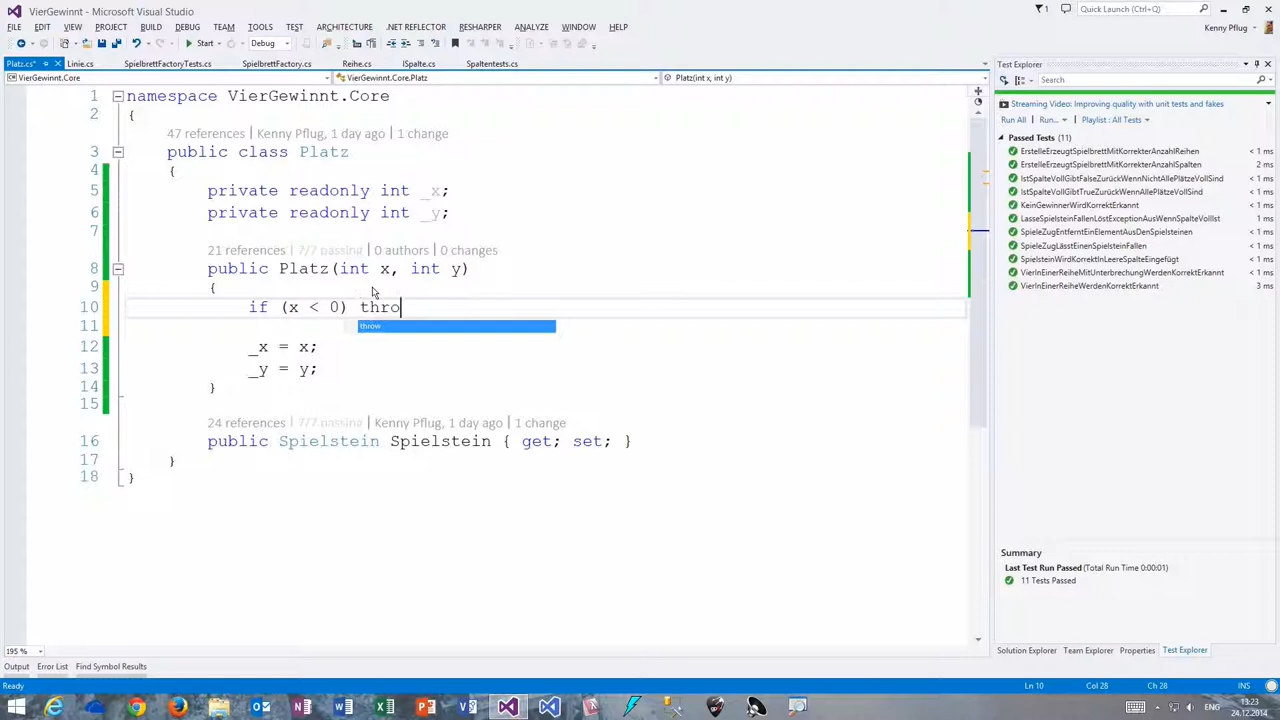 VierGewinnt - Microsoft Visual Studio
1
Quick Launch (Ctrl+Q)
FILE EDIT VIEW PROJECT BUILD DEBUG TEAM TOOLS TEST ARCHITECTURE .NET REFLECTOR RESHARPER ANALYZE WINDOW HELP
Kenny Pflug
Start Debug
Platz.cs* Linie.cs SpielbrettFactoryTests.cs SpielbrettFactory.cs Reihe.cs ISpalte.cs Spaltentests.cs
VierGewinnt.Core VierGewinnt.Core.Platz Platz(int x, int y)
1 namespace VierGewinnt.Core
2 {
47 references | Kenny Pflug, 1 day ago | 1 change
3 public class Platz
4 {
5 private readonly int _x;
6 private readonly int _y;
7
21 references | 7/7 passing | 0 authors | 0 changes
8 public Platz(int x, int y)
9 {
10 if (x < 0) thro
11 throw
12 _x = x;
13 _y = y;
14 }
15
24 references | 7/7 passing | Kenny Pflug, 1 day ago | 1 change
16 public Spielstein Spielstein { get; set; }
17 }
18 }
195 %
Output Error List Find Symbol Results
Test Explorer
Search
Streaming Video: Improving quality with unit tests and fakes
Run All Run... Playlist : All Tests
Passed Tests (11)
ErstelleErzeugtSpielbrettMitKorrekterAnzahlReihen < 1 ms
ErstelleErzeugtSpielbrettMitKorrekterAnzahlSpalten 2 ms
IstSpalteVollGibtFalseZurückWennNichtAllePlätzeVollSind < 1 ms
IstSpalteVollGibtTrueZurückWennAllePlätzeVollSind < 1 ms
KeinGewinnerWirdKorrektErkannt < 1 ms
LasseSpielsteinFallenLöstExceptionAusWennSpalteVollIst 1 ms
SpieleZugEntferntEinElementAusDenSpielsteinen < 1 ms
SpieleZugLässtEinenSpielsteinFallen < 1 ms
SpielsteinWirdKorrektInLeereSpalteEingefügt < 1 ms
VierInEinerReiheMitUnterbrechungWerdenKorrektErkannt < 1 ms
VierInEinerReiheWerdenKorrektErkannt 3 ms
Summary
Last Test Run Passed (Total Run Time 0:00:01)
11 Tests Passed
Solution Explorer Team Explorer Properties Test Explorer
Ready Ln 10 Col 28 Ch 28 INS
ENG 13:23
24.12.2014